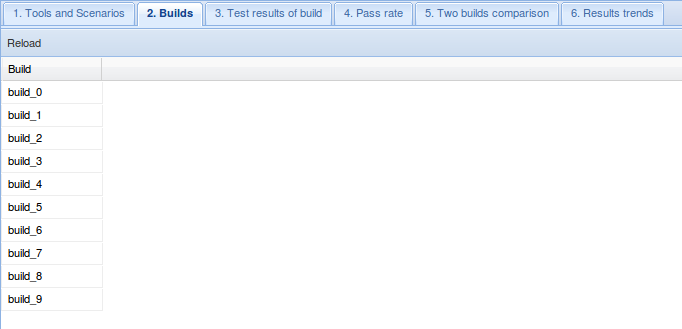 1. Tools and Scenarios 2. Builds 3. Test results of build 4. Pass rate 5. Two builds comparison 6. Results trends
Reload
Build
build_0
build_1
build_2
build_3
build_4
build_5
build_6
build_7
build_8
build_9